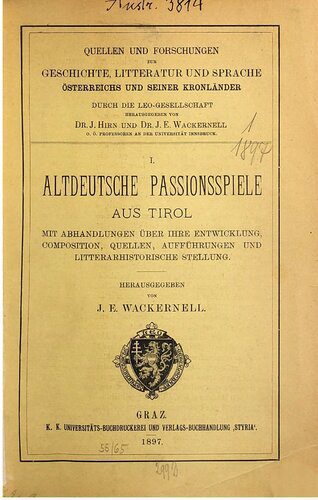 Austr. 3814
QUELLEN UND FORSCHUNGEN
ZUR
GESCHICHTE, LITTERATUR UND SPRACHE
ÖSTERREICHS UND SEINER KRONLÄNDER
DURCH DIE LEO-GESELLSCHAFT
HERAUSGEGEBEN VON
DR. J. HIRN UND DR. J. E. WACKERNELL
O. Ö. PROFESSOREN AN DER UNIVERSITÄT INNSBRUCK.
1
1897
I.
ALTDEUTSCHE PASSIONSSPIELE
AUS TIROL
MIT ABHANDLUNGEN ÜBER IHRE ENTWICKLUNG,
COMPOSITION, QUELLEN, AUFFÜHRUNGEN UND
LITTERARHISTORISCHE STELLUNG.
HERAUSGEGEBEN
VON
J. E. WACKERNELL.
GRAZ.
K. K. UNIVERSITÄTS-BUCHDRUCKEREI UND VERLAGS-BUCHHANDLUNG ‚STYRIA‘.
1897.
55/65